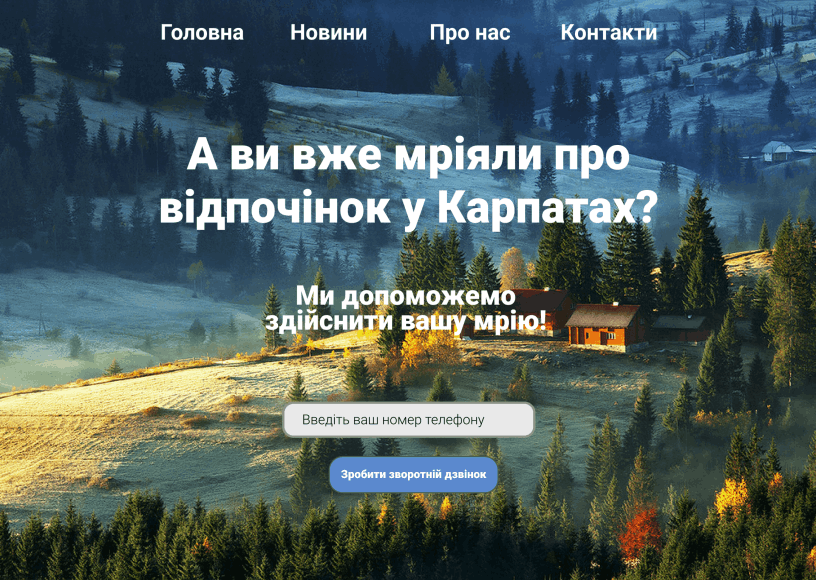 Головна Новини Про нас Контакти
А ви вже мріяли про
відпочінок у Карпатах?
Ми допоможемо
здійснити вашу мрію!
Введіть ваш номер телефону
Зробити зворотній дзвінок